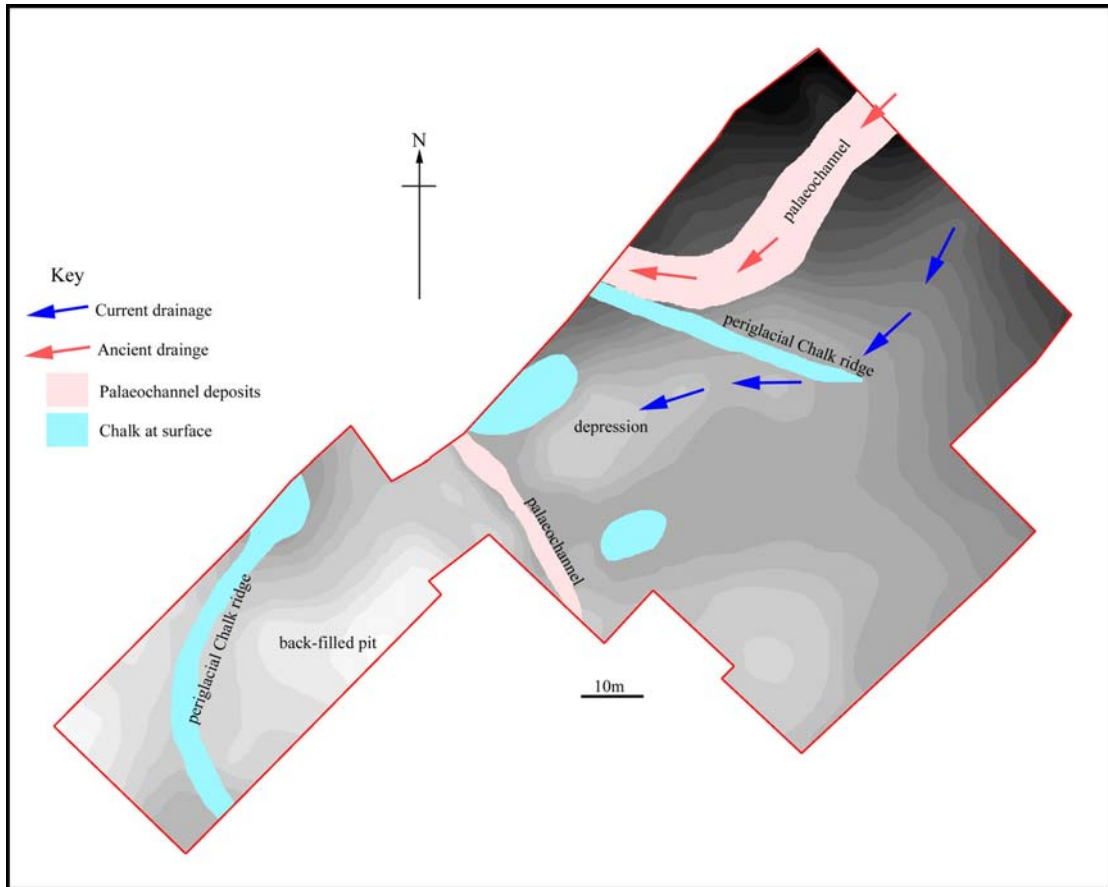 N
palaeochannel
Key
Current drainage
Ancient drainge
Palaeochannel deposits
Chalk at surface
periglacial Chalk ridge
depression
palaeochannel
periglacial Chalk ridge
back-filled pit
10m